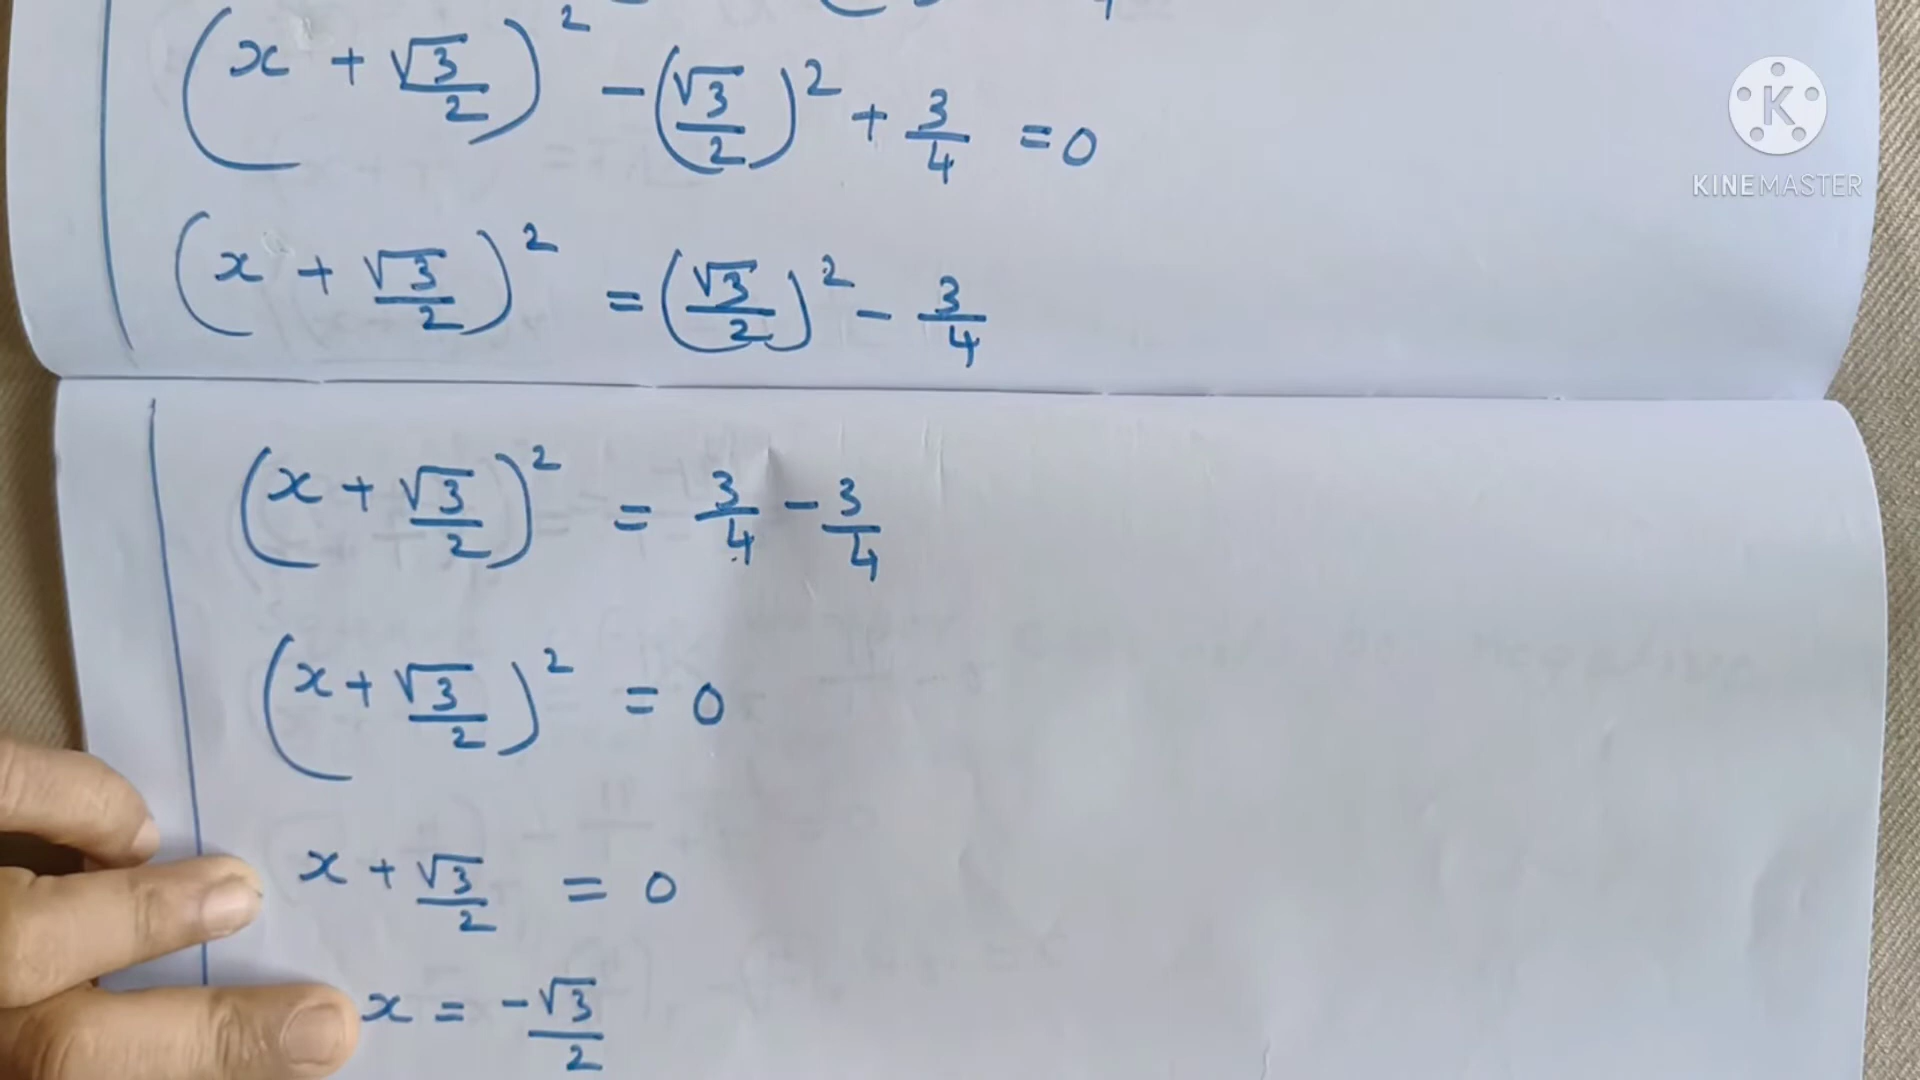 (x + √3/2)² - (√3/2)² + 3/4 = 0
KINEMASTER
(x + √3/2)² = (√3/2)² - 3/4
(x + √3/2)² = 3/4 - 3/4
(x + √3/2)² = 0
x + √3/2 = 0
x = -√3/2